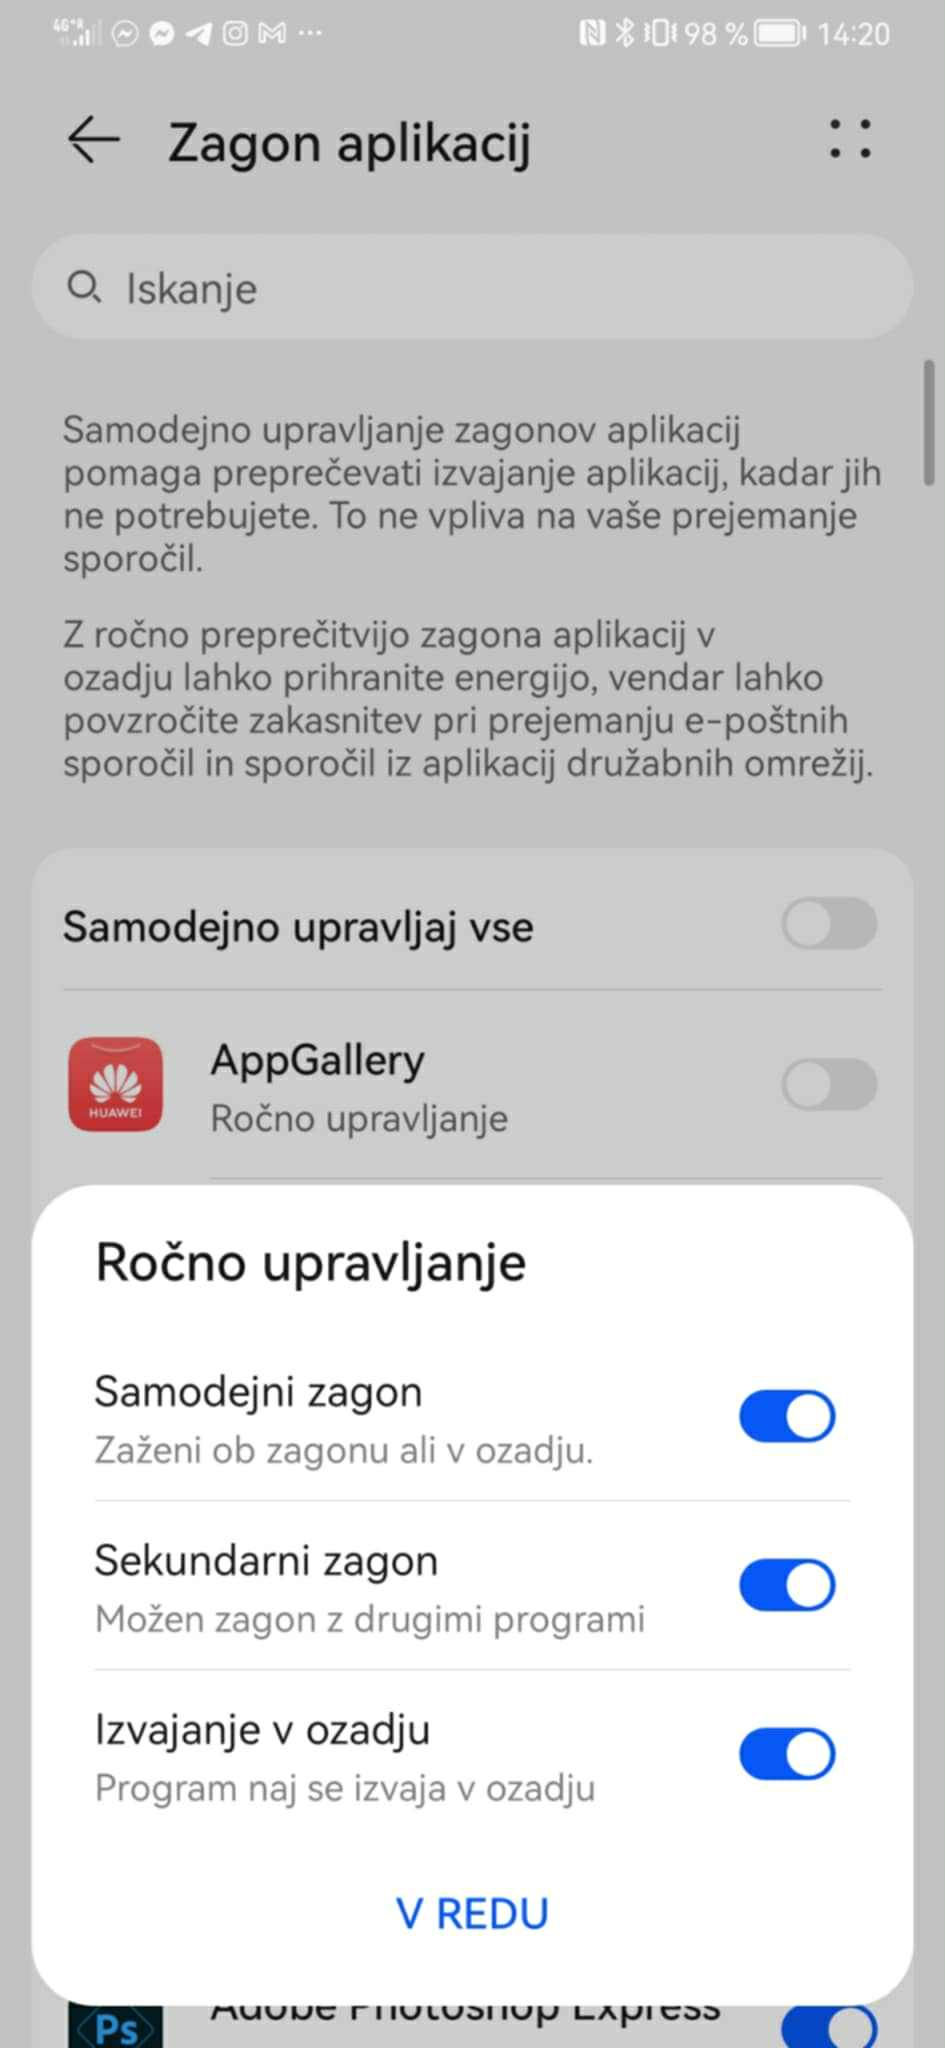 4G+R 98 % 14:20
Zagon aplikacij
Iskanje
Samodejno upravljanje zagonov aplikacij
pomaga preprečevati izvajanje aplikacij, kadar jih
ne potrebujete. To ne vpliva na vaše prejemanje
sporočil.
Z ročno preprečitvijo zagona aplikacij v
ozadju lahko prihranite energijo, vendar lahko
povzročite zakasnitev pri prejemanju e-poštnih
sporočil in sporočil iz aplikacij družabnih omrežij.
Samodejno upravljaj vse
HUAWEI
AppGallery
Ročno upravljanje
Ročno upravljanje
Samodejni zagon
Zaženi ob zagonu ali v ozadju.
Sekundarni zagon
Možen zagon z drugimi programi
Izvajanje v ozadju
Program naj se izvaja v ozadju
V REDU
Ps
Adobe Photoshop Express